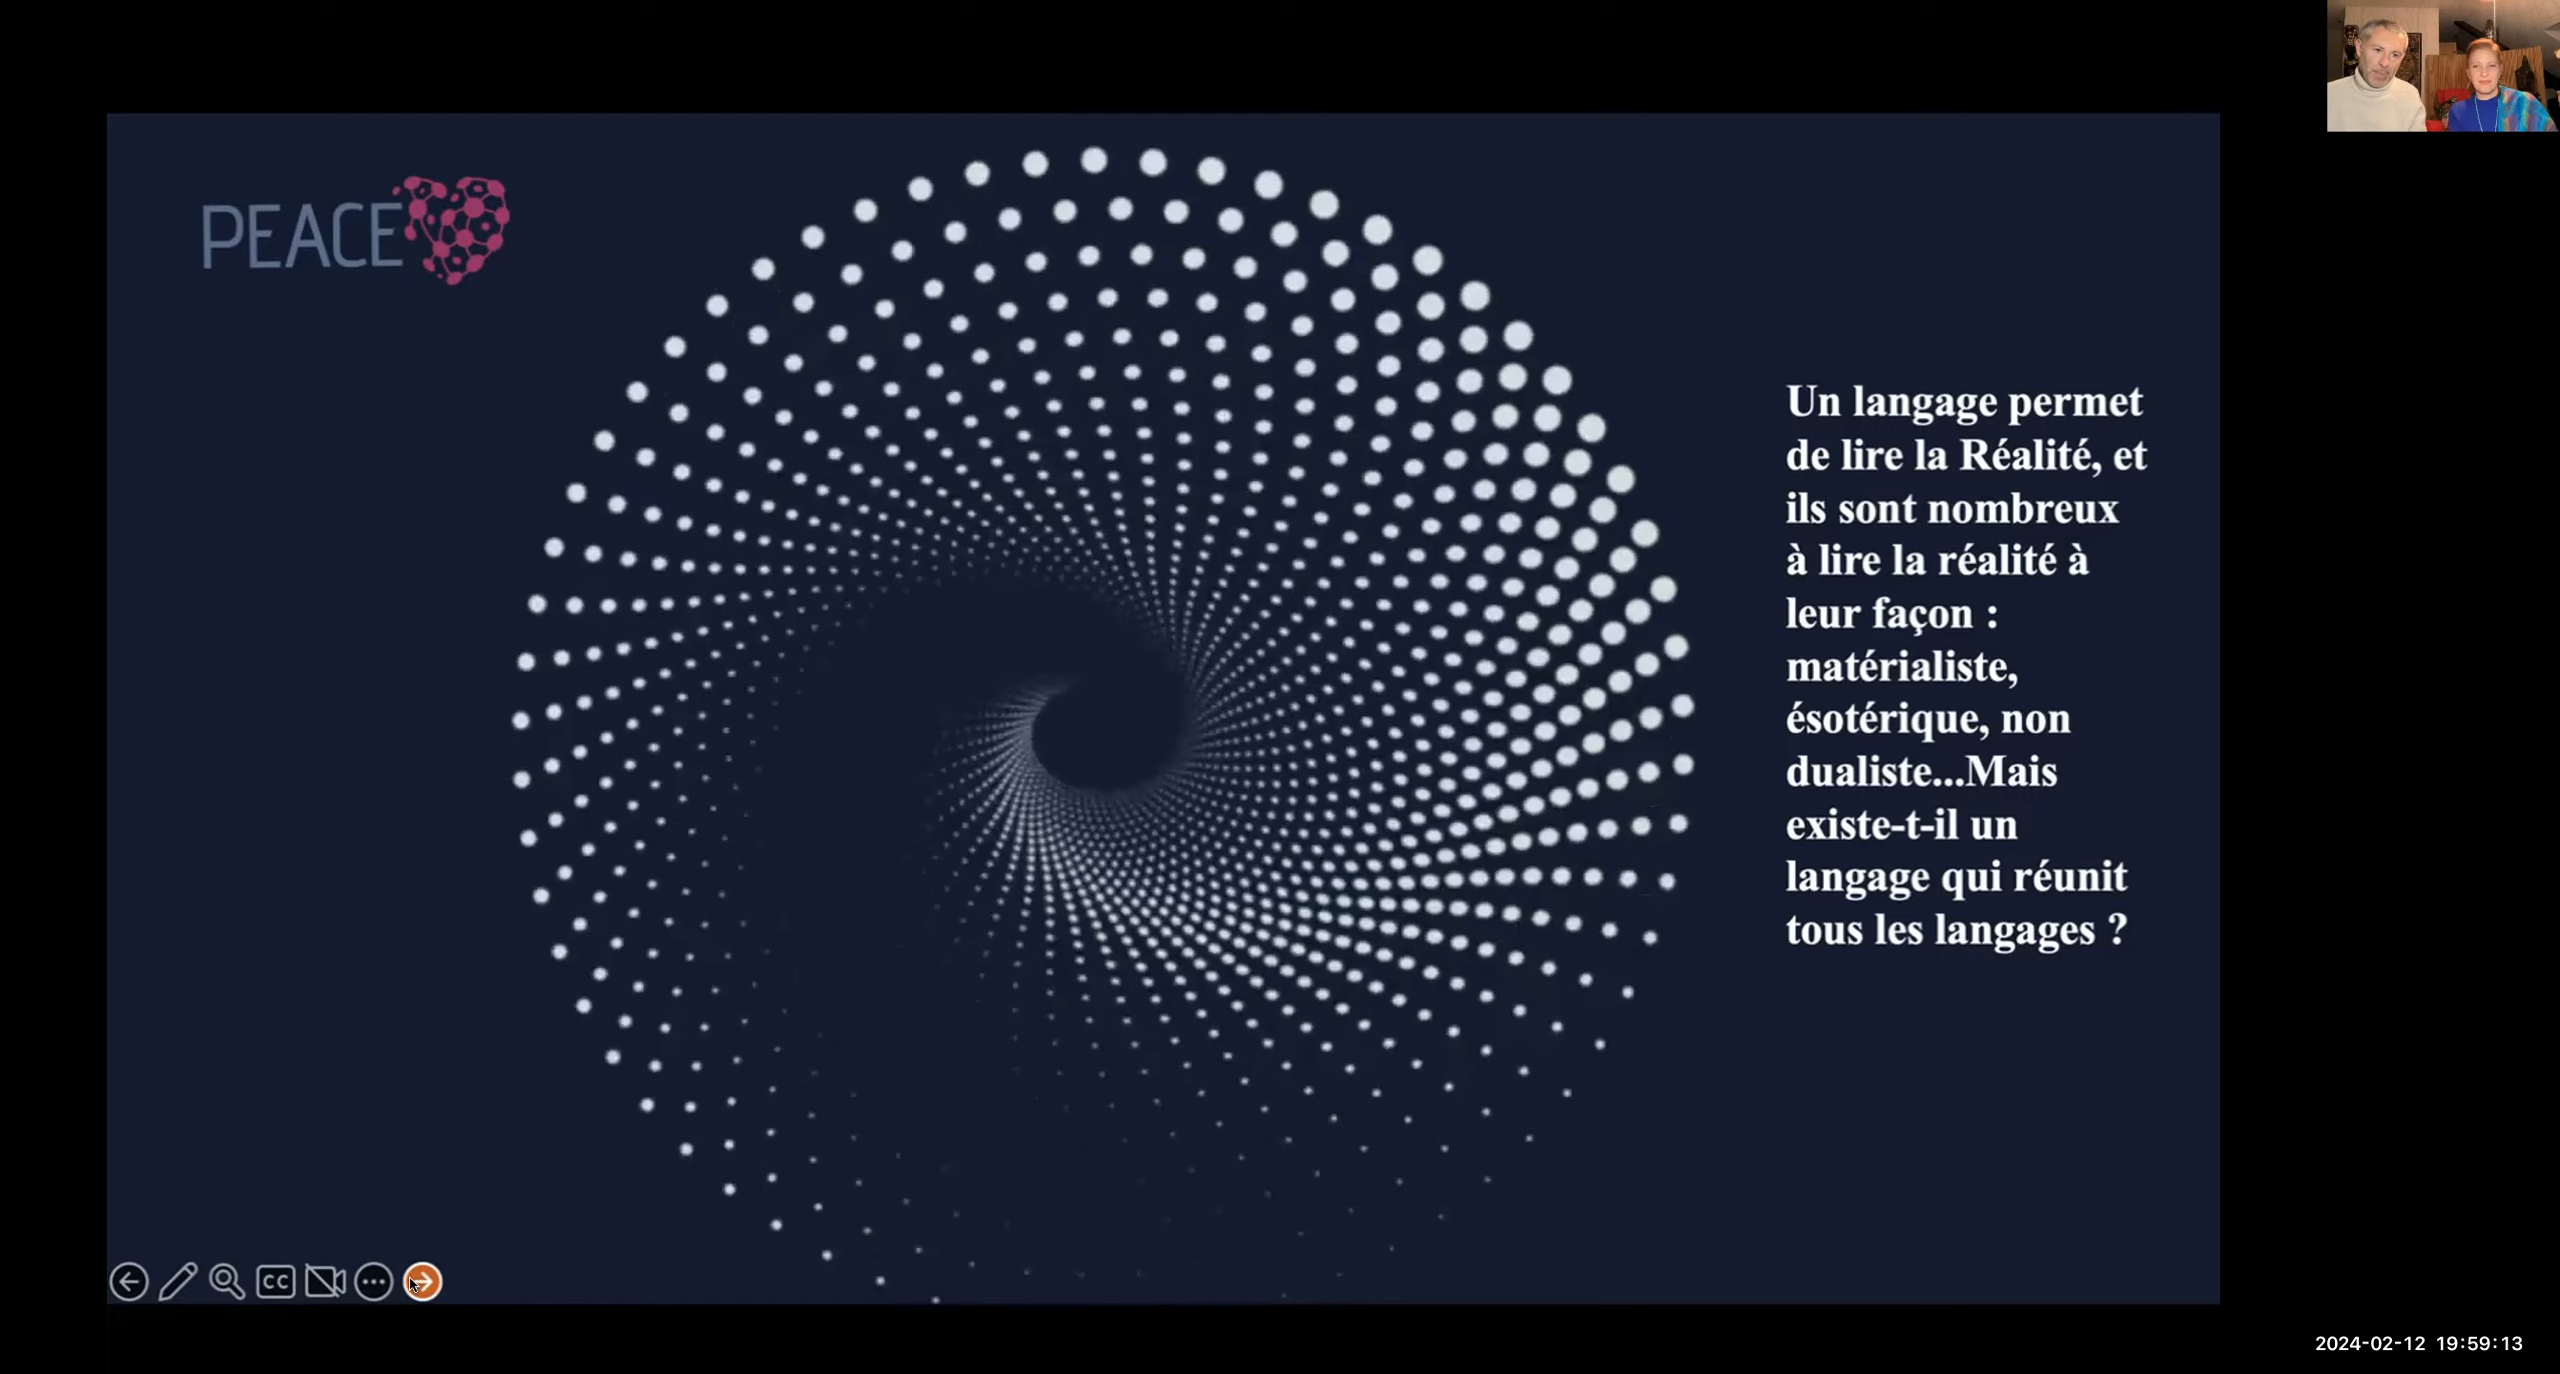 PEACE
Un langage permet
de lire la Réalité, et
ils sont nombreux
à lire la réalité à
leur façon :
matérialiste,
ésotérique, non
dualiste...Mais
existe-t-il un
langage qui réunit
tous les langages ?
CC
2024-02-12 19:59:13